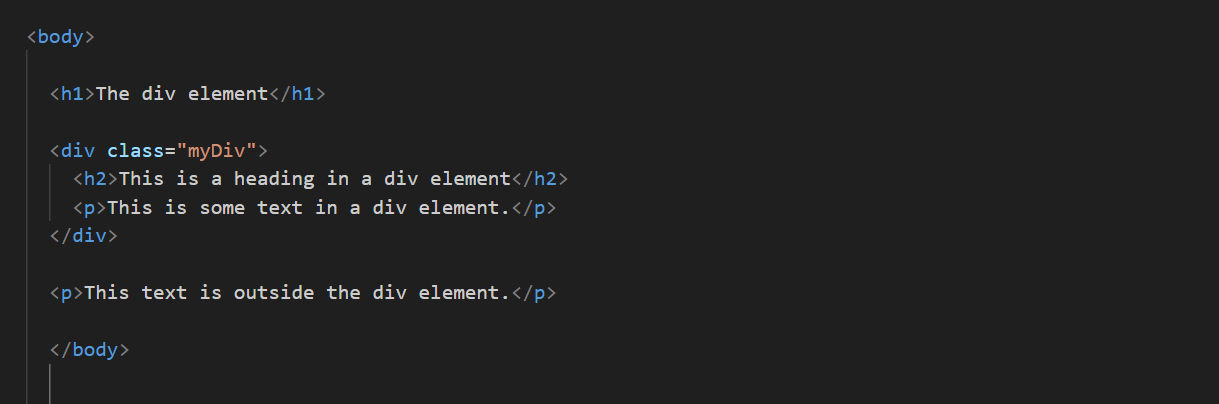 <body>
<h1>The div element</h1>
<div class="myDiv">
<h2>This is a heading in a div element</h2>
<p>This is some text in a div element.</p>
</div>
<p>This text is outside the div element.</p>
</body>